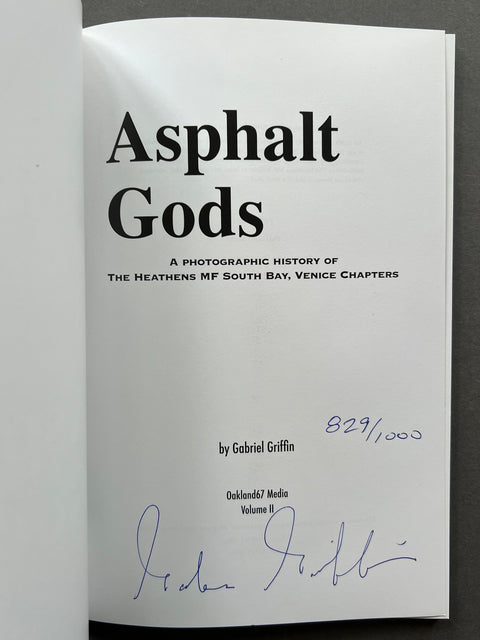 Asphalt
Gods
A PHOTOGRAPHIC HISTORY OF
THE HEATHENS MF SOUTH BAY, VENICE CHAPTERS
829/1000
by Gabriel Griffin
Oakland67 Media
Volume II